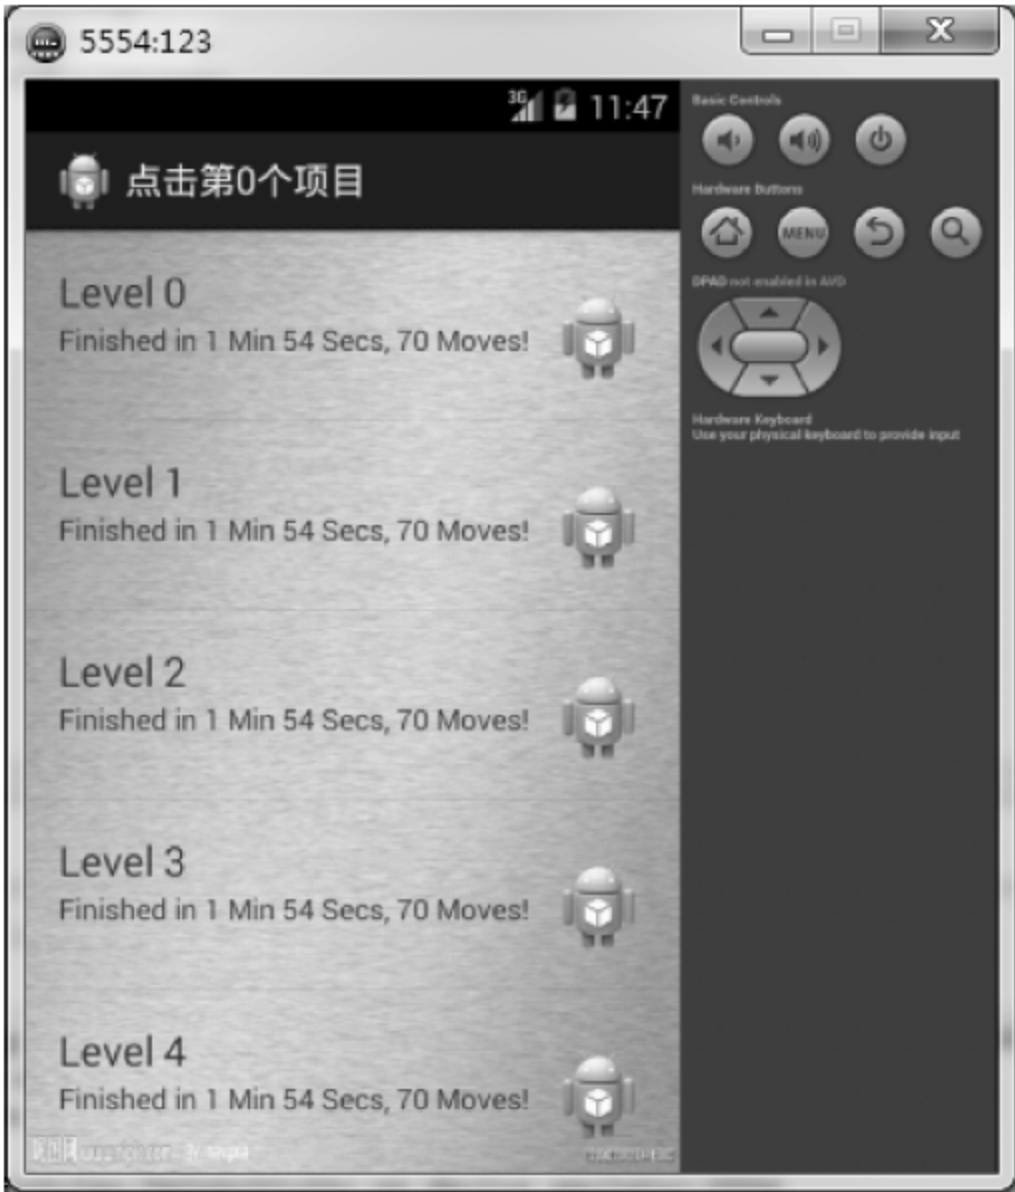 5554:123
3G 11:47
点击第0个项目
Level 0
Finished in 1 Min 54 Secs, 70 Moves!
Level 1
Finished in 1 Min 54 Secs, 70 Moves!
Level 2
Finished in 1 Min 54 Secs, 70 Moves!
Level 3
Finished in 1 Min 54 Secs, 70 Moves!
Level 4
Finished in 1 Min 54 Secs, 70 Moves!
Basic Controls
Hardware Buttons
MENU
DPAD not enabled in AVD
Hardware Keyboard
Use your physical keyboard to provide input